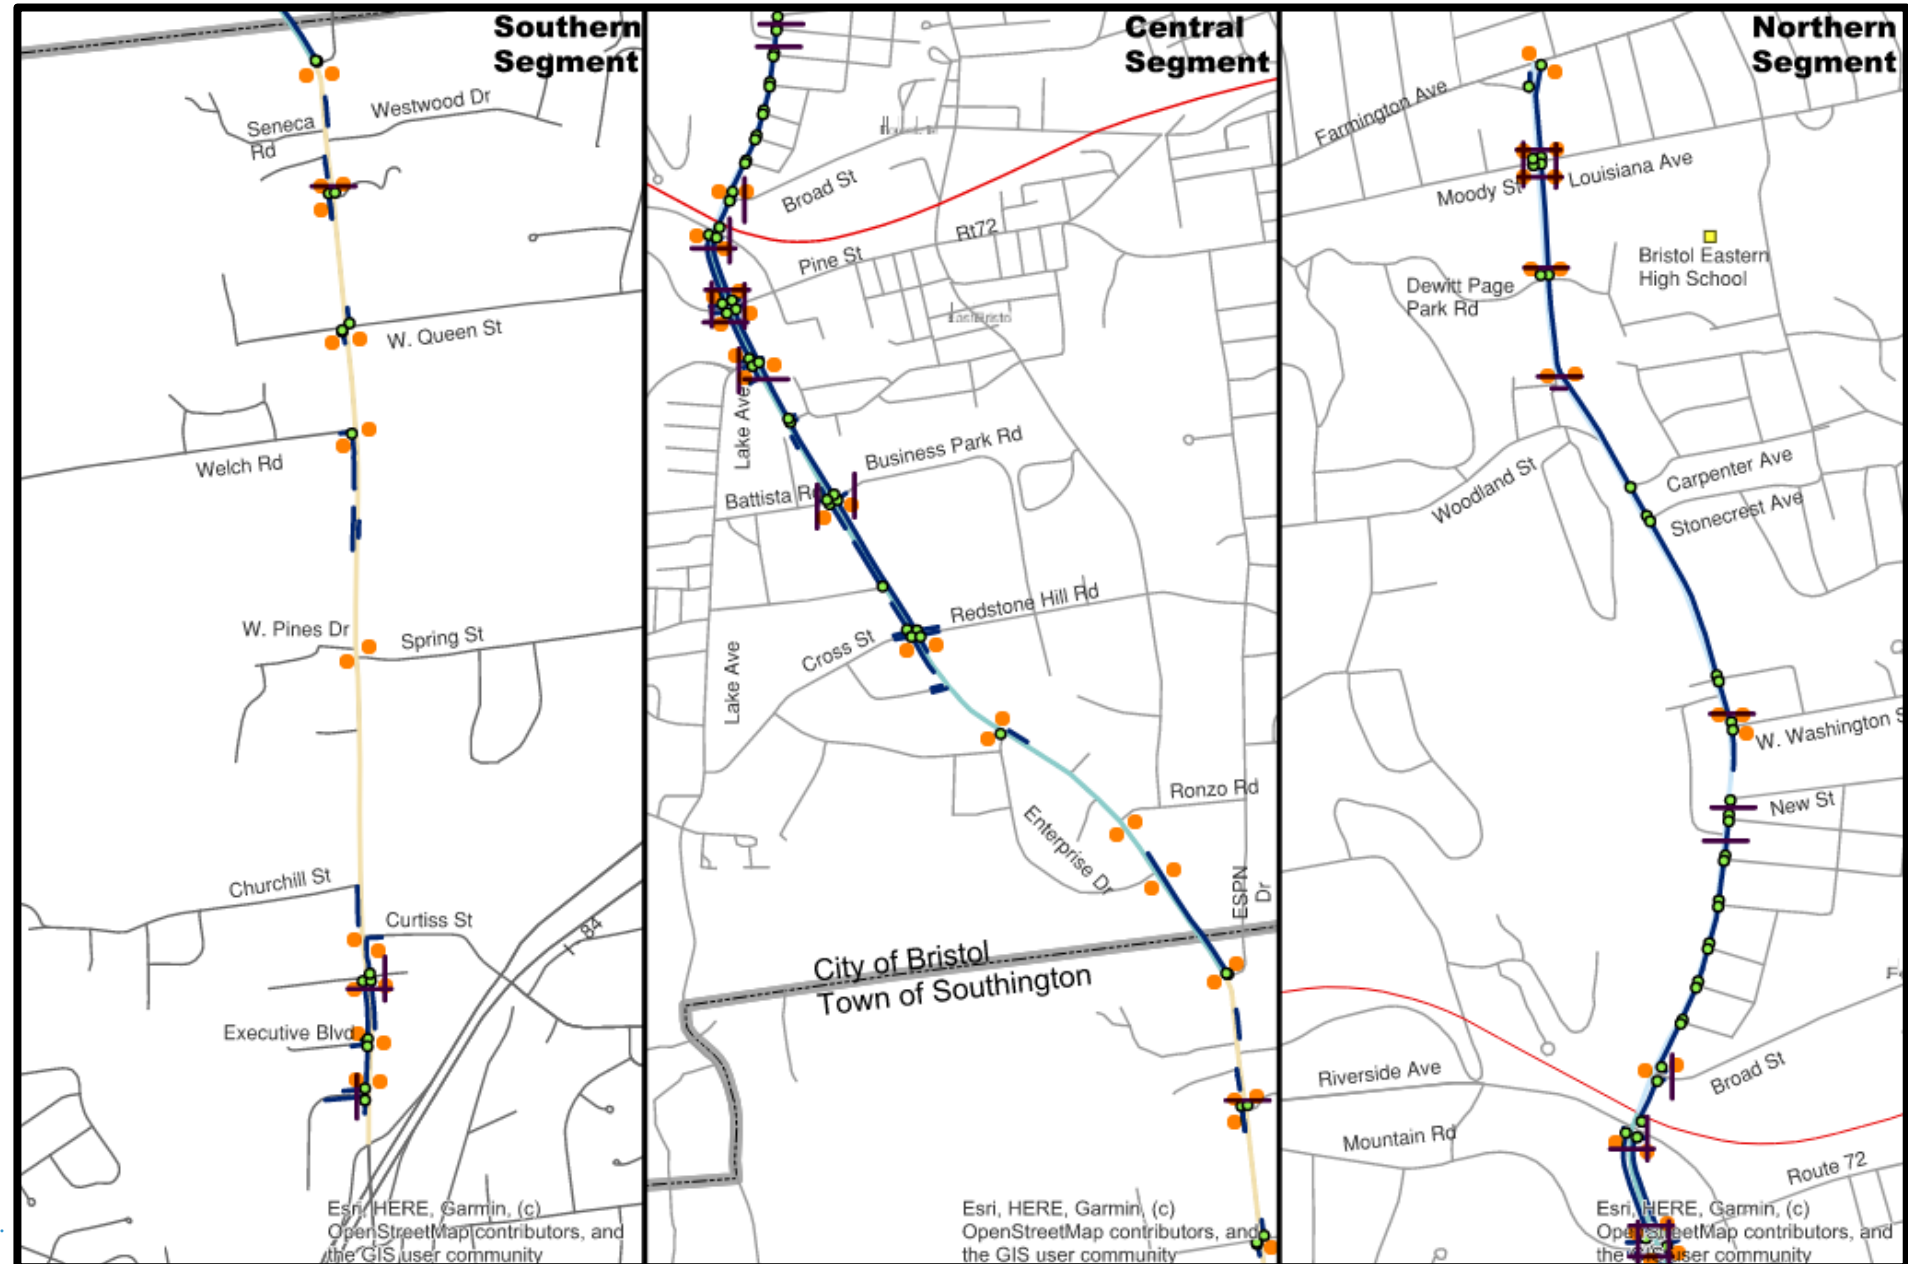 Southern
Segment
Westwood Dr
Seneca
Rd
W. Queen St
Welch Rd
W. Pines Dr
Spring St
Churchill St
Curtiss St
I - 84
Executive Blvd
Esri, HERE, Garmin, (c)
OpenStreetMap contributors, and
the GIS user community
Central
Segment
Broad St
Rt72
Pine St
Lake Ave
Business Park Rd
Battista Rd
Redstone Hill Rd
Cross St
Lake Ave
Ronzo Rd
Enterprise Dr
ESPN
Dr
City of Bristol
Town of Southington
Esri, HERE, Garmin, (c)
OpenStreetMap contributors, and
the GIS user community
Northern
Segment
Farmington Ave
Louisiana Ave
Moody St
Bristol Eastern
High School
Dewitt Page
Park Rd
Carpenter Ave
Woodland St
Stonecrest Ave
W. Washington S
New St
Broad St
Riverside Ave
Mountain Rd
Route 72
Esri, HERE, Garmin, (c)
OpenStreetMap contributors, and
the GIS user community